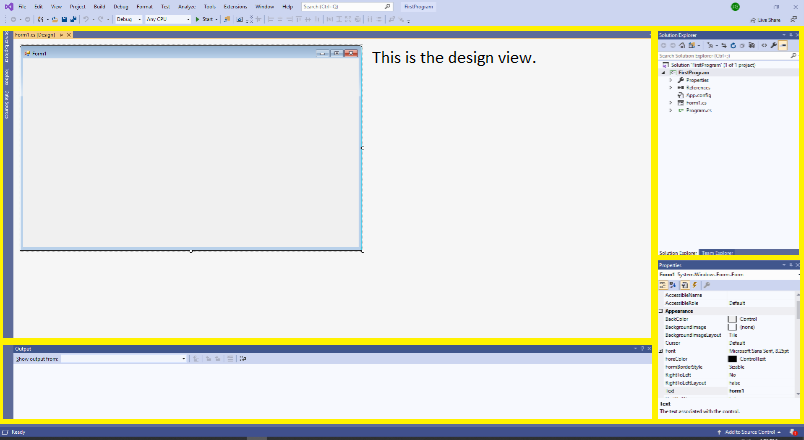 File Edit View Project Build Debug Format Test Analyze Tools Extensions Window Help Search (Ctrl+Q) FirstProgram
Debug Any CPU Start Live Share
Form1.cs [Design]
Form1
This is the design view.
Solution Explorer
Search Solution Explorer (Ctrl+;)
Solution 'FirstProgram' (1 of 1 project)
FirstProgram
Properties
References
App.config
Form1.cs
Program.cs
Solution Explorer Team Explorer
Properties
Form1 System.Windows.Forms.Form
AccessibleName
AccessibleRole Default
Appearance
BackColor Control
BackgroundImage (none)
BackgroundImageLayout Tile
Cursor Default
Font Microsoft Sans Serif, 8.25pt
ForeColor ControlText
FormBorderStyle Sizable
RightToLeft No
RightToLeftLayout False
Text Form1
Text
The text associated with the control.
Output
Show output from:
Ready Add to Source Control